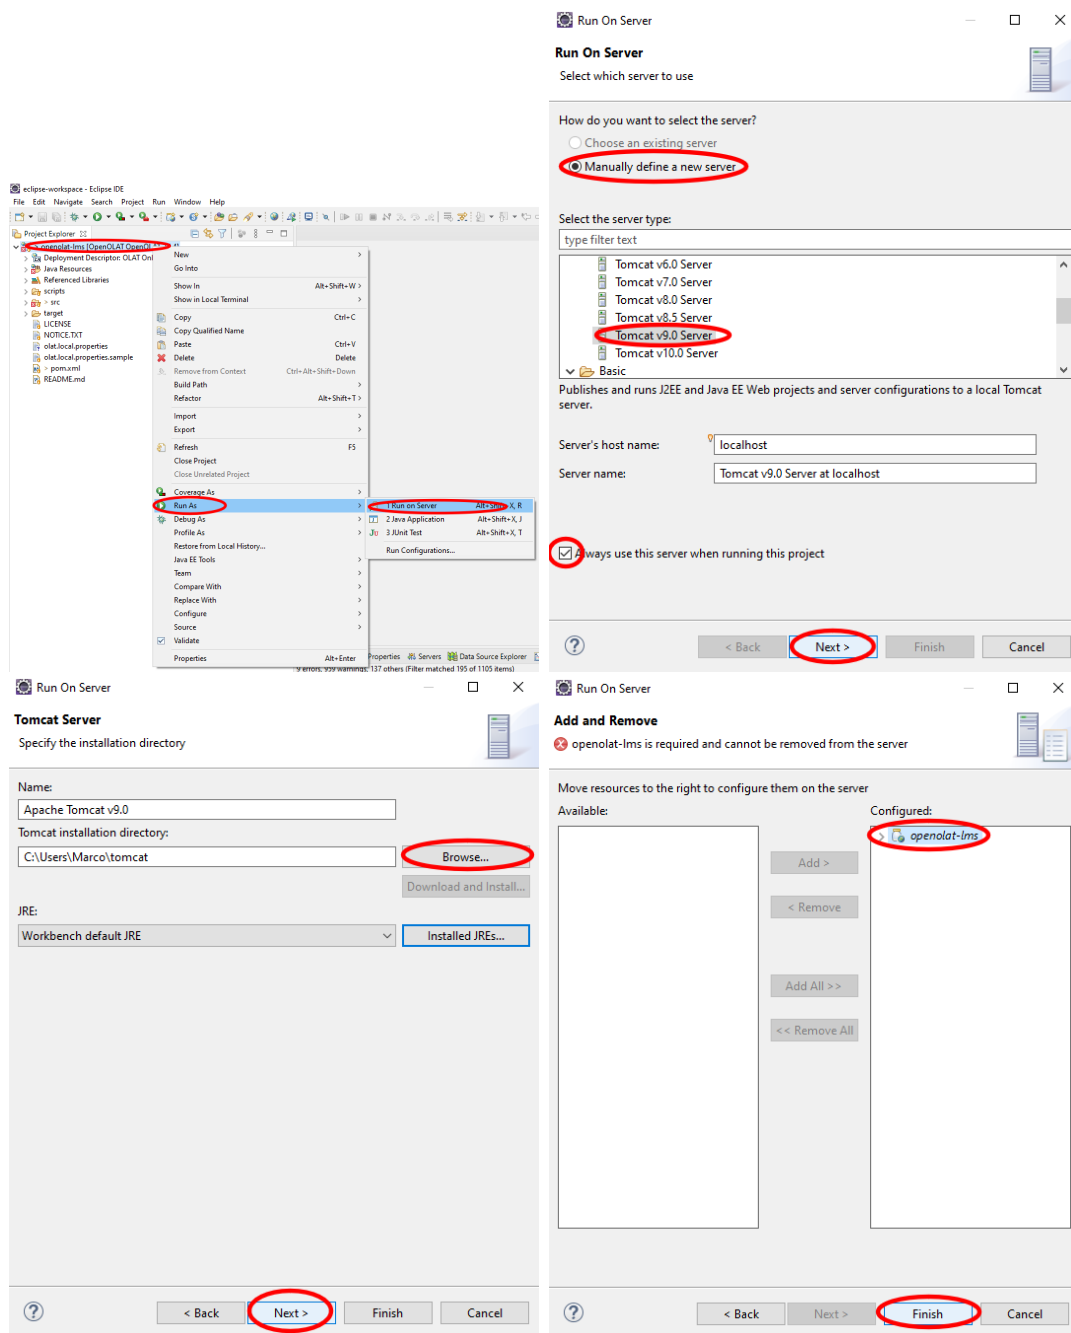 eclipse-workspace - Eclipse IDE
File Edit Navigate Search Project Run Window Help
Project Explorer
openolat-lms [OpenOLAT OpenOL
Deployment Descriptor: OLAT Onl
Java Resources
Referenced Libraries
scripts
> src
target
LICENSE
NOTICE.TXT
olat.local.properties
olat.local.properties.sample
> pom.xml
README.md
New
Go Into
Show In Alt+Shift+W >
Show in Local Terminal
Copy Ctrl+C
Copy Qualified Name
Paste Ctrl+V
Delete Delete
Remove from Context Ctrl+Alt+Shift+Down
Build Path
Refactor Alt+Shift+T >
Import
Export
Refresh F5
Close Project
Close Unrelated Project
Coverage As
Run As
Debug As
Profile As
Restore from Local History...
Java EE Tools
Team
Compare With
Replace With
Configure
Source
Validate
Properties Alt+Enter
1 Run on Server Alt+Shift+X, R
2 Java Application Alt+Shift+X, J
3 JUnit Test Alt+Shift+X, T
Run Configurations...
Properties Servers Data Source Explorer
9 errors, 959 warnings, 137 others (Filter matched 195 of 1105 items)
Run On Server
Run On Server
Select which server to use
How do you want to select the server?
Choose an existing server
Manually define a new server
Select the server type:
type filter text
Tomcat v6.0 Server
Tomcat v7.0 Server
Tomcat v8.0 Server
Tomcat v8.5 Server
Tomcat v9.0 Server
Tomcat v10.0 Server
Basic
Publishes and runs J2EE and Java EE Web projects and server configurations to a local Tomcat
server.
Server's host name: localhost
Server name: Tomcat v9.0 Server at localhost
Always use this server when running this project
? < Back Next > Finish Cancel
Run On Server
Tomcat Server
Specify the installation directory
Name:
Apache Tomcat v9.0
Tomcat installation directory:
C:\Users\Marco\tomcat Browse...
Download and Install...
JRE:
Workbench default JRE Installed JREs...
? < Back Next > Finish Cancel
Run On Server
Add and Remove
openolat-lms is required and cannot be removed from the server
Move resources to the right to configure them on the server
Available: Configured:
openolat-lms
Add >
< Remove
Add All >>
<< Remove All
? < Back Next > Finish Cancel